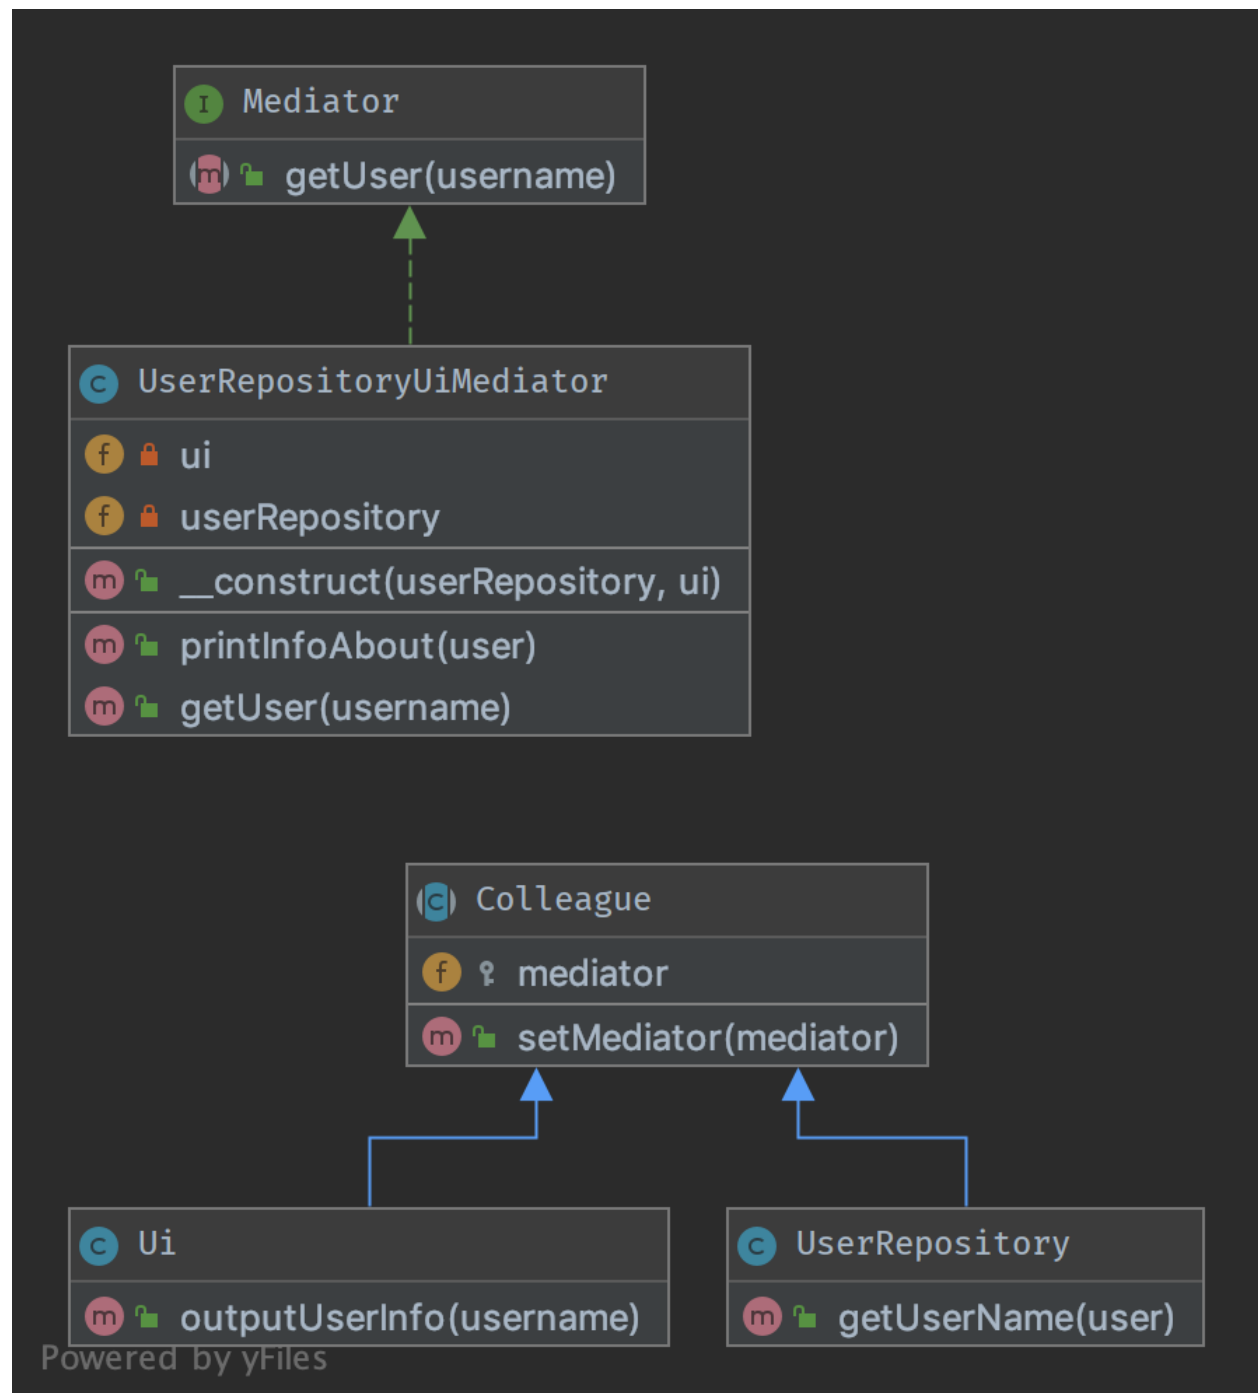 I Mediator
m getUser(username)
C UserRepositoryUiMediator
f ui
f userRepository
m __construct(userRepository, ui)
m printInfoAbout(user)
m getUser(username)
C Colleague
f mediator
m setMediator(mediator)
C Ui
m outputUserInfo(username)
C UserRepository
m getUserName(user)
Powered by yFiles